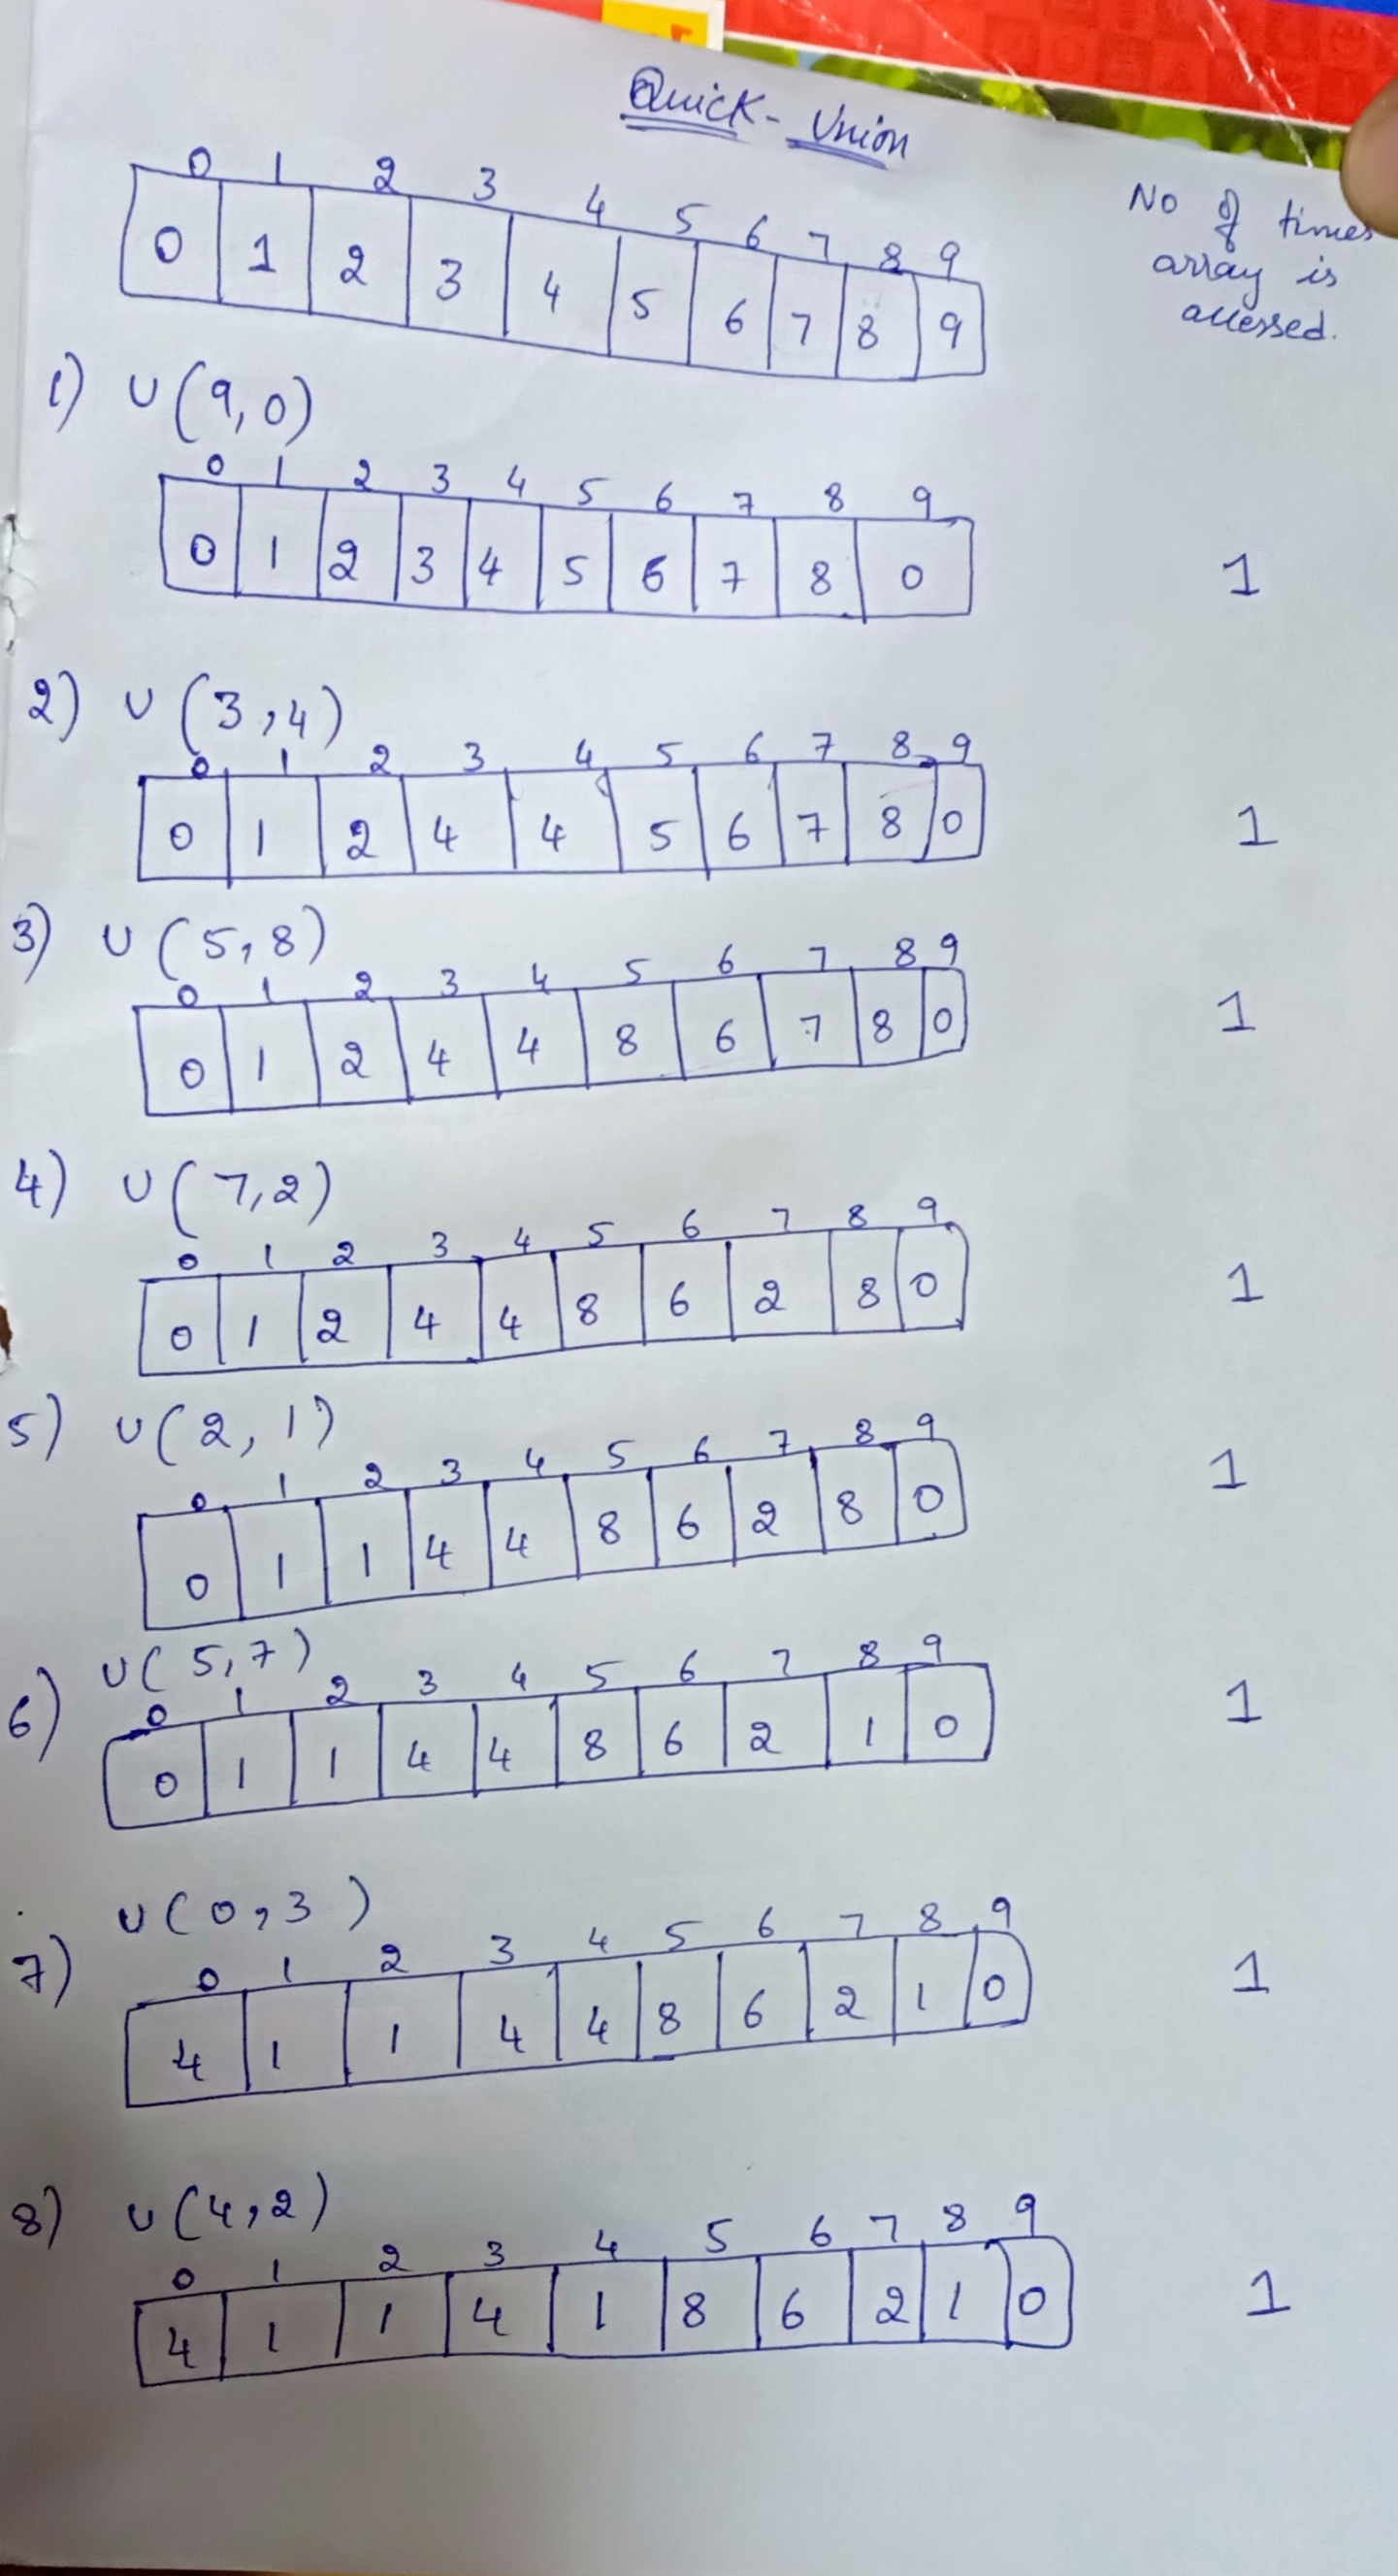 Quick-Union
No of times
array is
accessed.
0 1 2 3 4 5 6 7 8 9
0 1 2 3 4 5 6 7 8 9
1) U(9,0)
0 1 2 3 4 5 6 7 8 9
0 1 2 3 4 5 6 7 8 0 1
2) U(3,4)
0 1 2 3 4 5 6 7 8 9
0 1 2 4 4 5 6 7 8 0 1
3) U(5,8)
0 1 2 3 4 5 6 7 8 9
0 1 2 4 4 8 6 7 8 0 1
4) U(7,2)
0 1 2 3 4 5 6 7 8 9
0 1 2 4 4 8 6 2 8 0 1
5) U(2,1)
0 1 2 3 4 5 6 7 8 9
0 1 1 4 4 8 6 2 8 0 1
6) U(5,7)
0 1 2 3 4 5 6 7 8 9
0 1 1 4 4 8 6 2 1 0 1
7) U(0,3)
0 1 2 3 4 5 6 7 8 9
4 1 1 4 4 8 6 2 1 0 1
8) U(4,2)
0 1 2 3 4 5 6 7 8 9
4 1 1 4 1 8 6 2 1 0 1